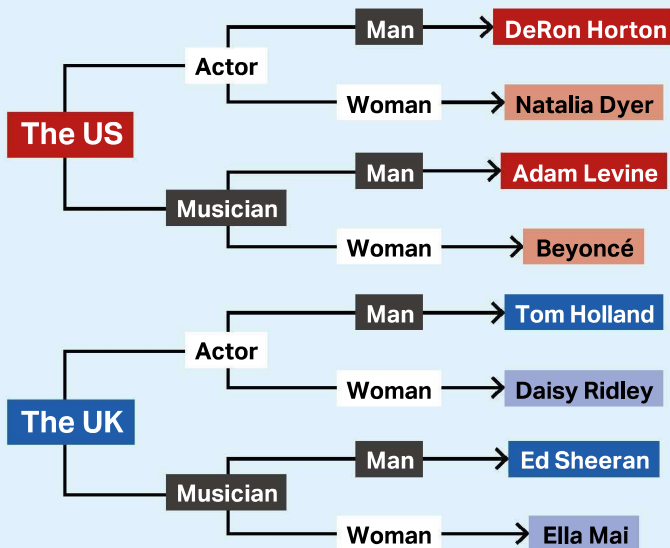 Man
DeRon Horton
Actor
Woman
Natalia Dyer
The US
Man
Adam Levine
Musician
Woman
Beyoncé
Man
Tom Holland
Actor
Woman
Daisy Ridley
The UK
Man
Ed Sheeran
Musician
Woman
Ella Mai